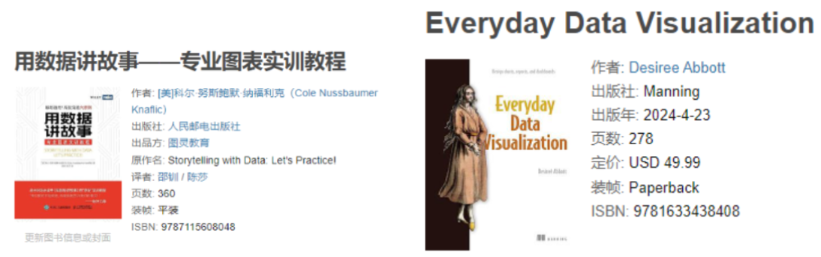 用数据讲故事——专业图表实训教程
用数据
讲故事
作者: [美]科尔·努斯鲍默·纳福利克（Cole Nussbaumer
Knaflic）
出版社: 人民邮电出版社
出品方: 图灵教育
原作名: Storytelling with Data: Let's Practice!
译者: 邵钏 / 陈莎
页数: 360
装帧: 平装
ISBN: 9787115608048
更新图书信息或封面
Everyday Data Visualization
Everyday
Data
Visualization
Desireé Abbott
作者: Desiree Abbott
出版社: Manning
出版年: 2024-4-23
页数: 278
定价: USD 49.99
装帧: Paperback
ISBN: 9781633438408